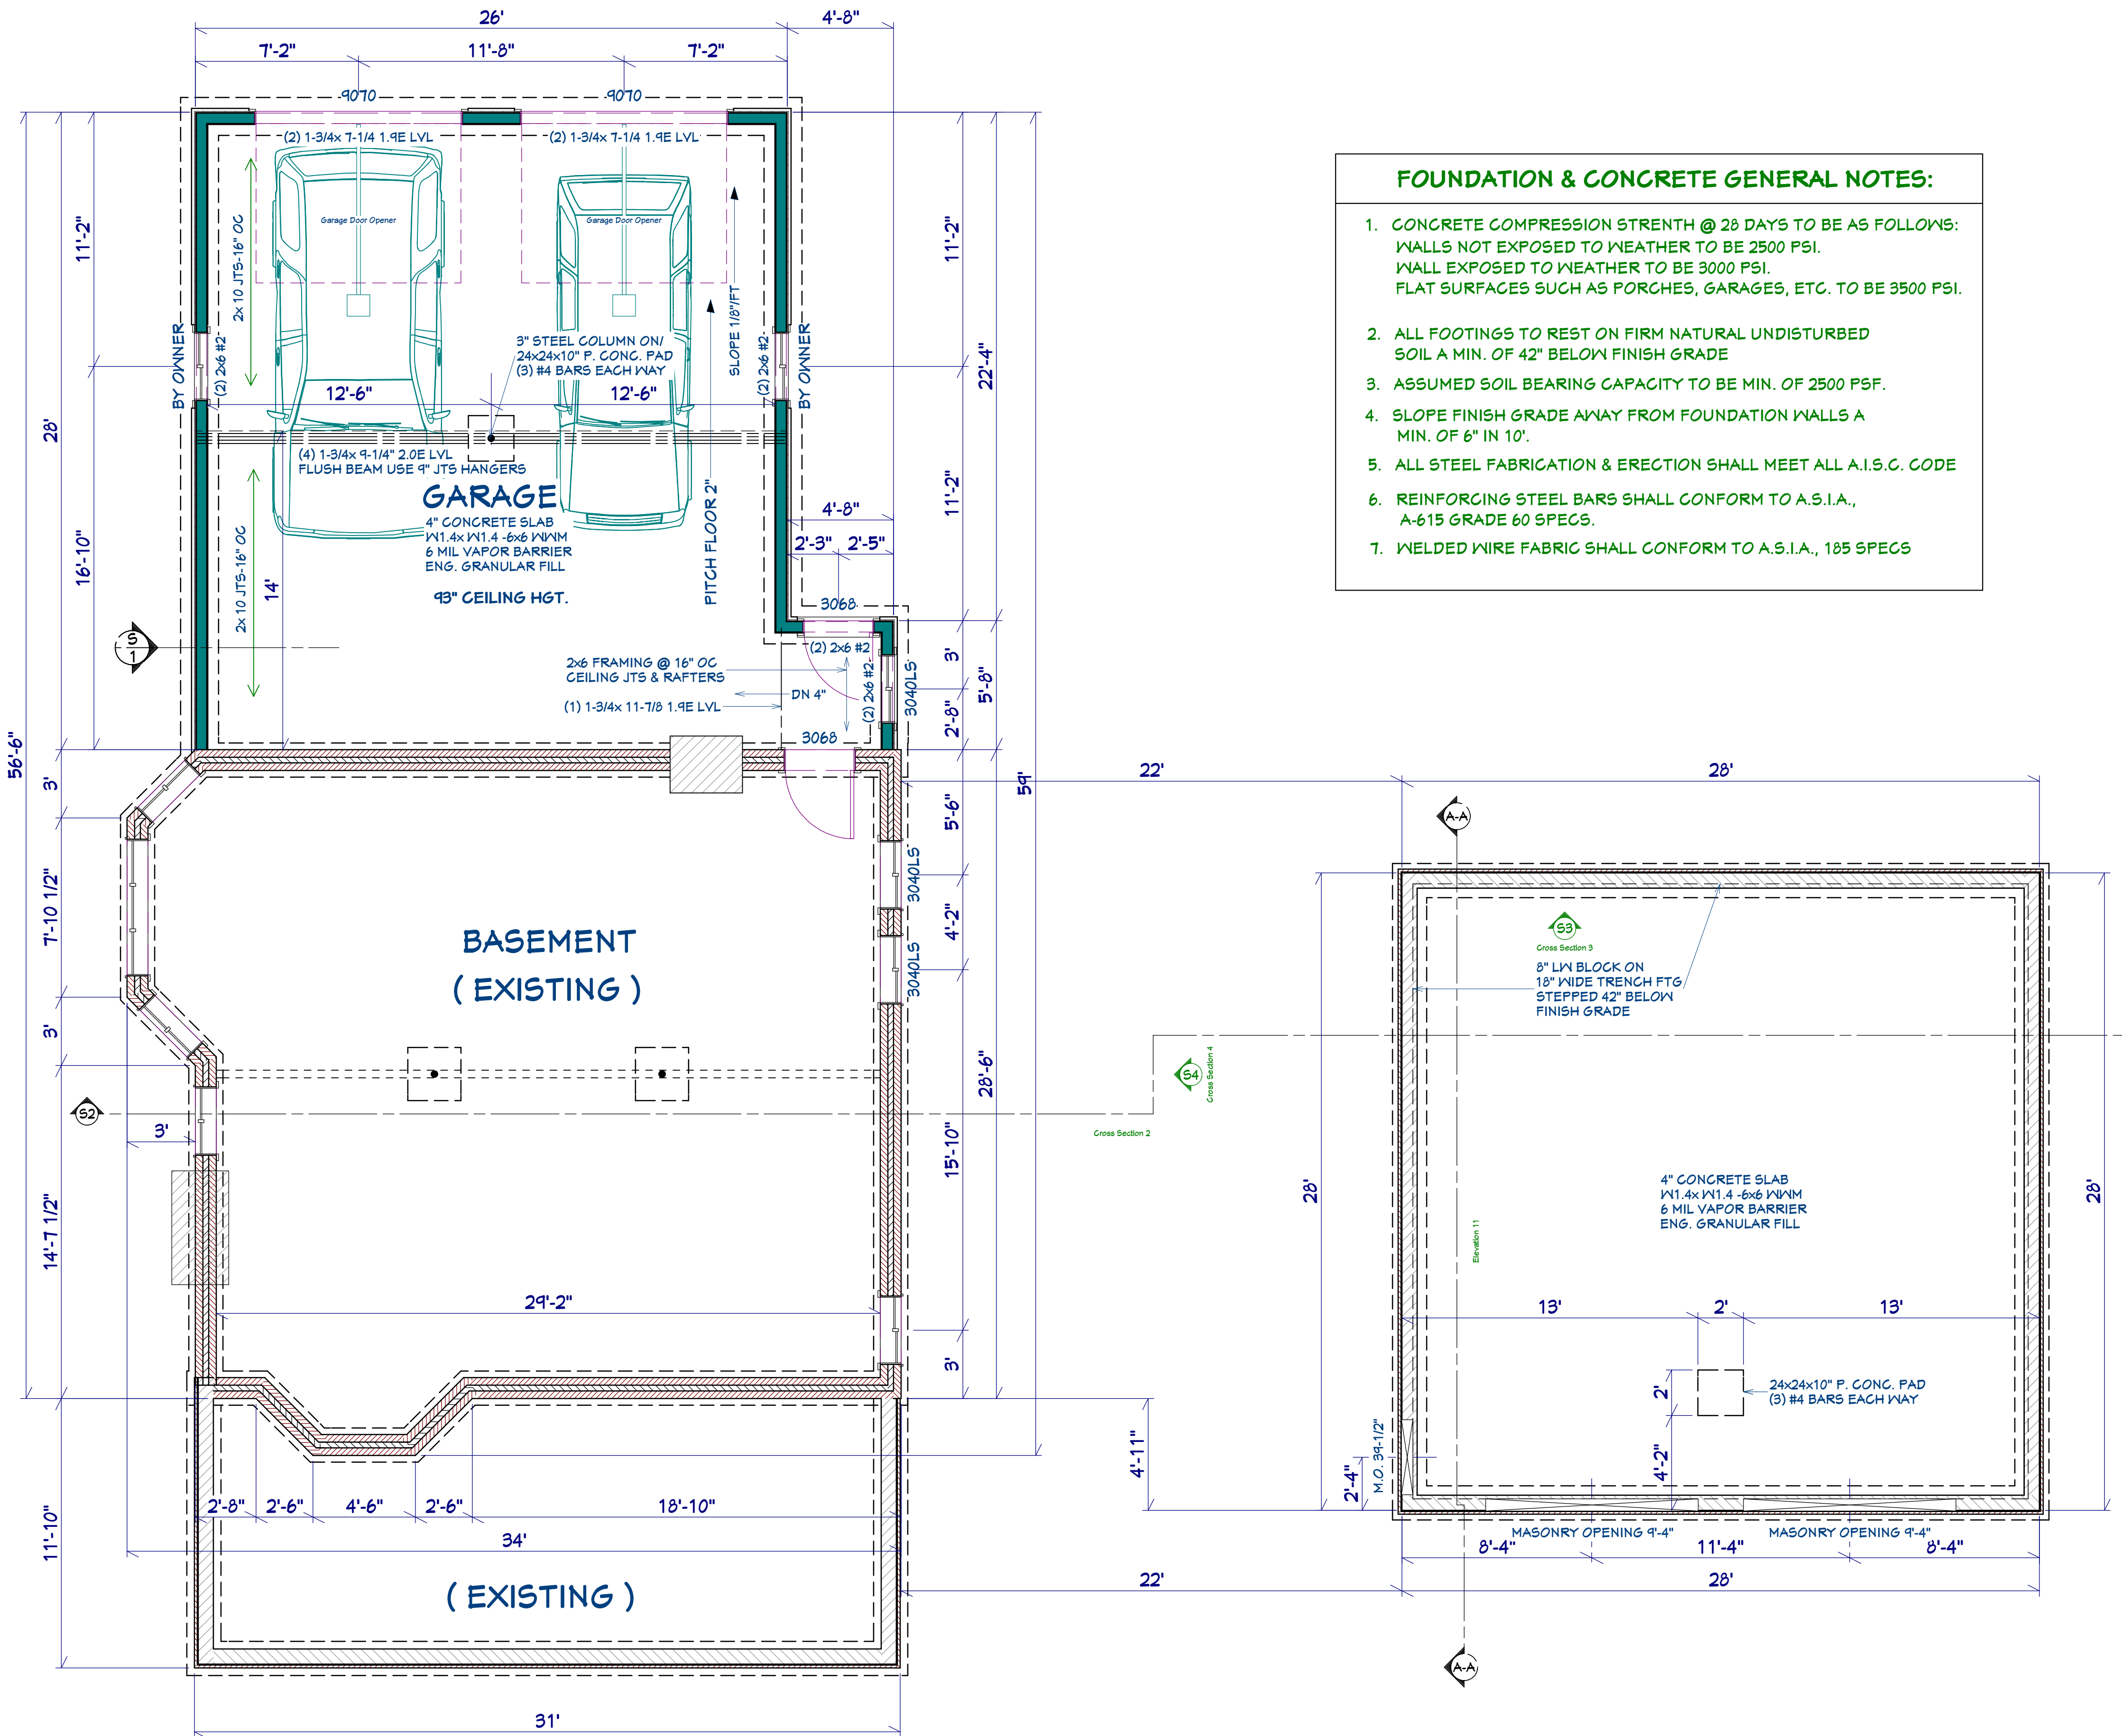 26'
4'-8"
7'-2"
11'-8"
7'-2"
9070
9070
(2) 1-3/4x 7-1/4 1.9E LVL
(2) 1-3/4x 7-1/4 1.9E LVL
Garage Door Opener
Garage Door Opener
2x 10 JTS-16" OC
11'-2"
28'
16'-10"
56'-6"
BY OWNER
(2) 2x6 #2
3" STEEL COLUMN ON/
24x24x10" P. CONC. PAD
(3) #4 BARS EACH WAY
12'-6"
12'-6"
SLOPE 1/8"/FT
(2) 2x6 #2
BY OWNER
11'-2"
22'-4"
11'-2"
(4) 1-3/4x 9-1/4" 2.0E LVL
FLUSH BEAM USE 9" JTS HANGERS
GARAGE
4" CONCRETE SLAB
W1.4x W1.4 -6x6 WWM
6 MIL VAPOR BARRIER
ENG. GRANULAR FILL
93" CEILING HGT.
PITCH FLOOR 2"
2x 10 JTS-16" OC
14'
4'-8"
2'-3"
2'-5"
3068
(2) 2x6 #2
(2) 2x6 #2
3040LS
3'
5'-8"
2'-8"
S
1
2x6 FRAMING @ 16" OC
CEILING JTS & RAFTERS
DN 4"
(1) 1-3/4x 11-7/8 1.9E LVL
3068
59'
3'
7'-10 1/2"
3'
14'-7 1/2"
11'-10"
5'-6"
3040LS
4'-2"
3040LS
28'-6"
15'-10"
3'
BASEMENT
( EXISTING )
S2
3'
29'-2"
2'-8"
2'-6"
4'-6"
2'-6"
18'-10"
34'
( EXISTING )
31'
FOUNDATION & CONCRETE GENERAL NOTES:
1. CONCRETE COMPRESSION STRENTH @ 28 DAYS TO BE AS FOLLOWS:
WALLS NOT EXPOSED TO WEATHER TO BE 2500 PSI.
WALL EXPOSED TO WEATHER TO BE 3000 PSI.
FLAT SURFACES SUCH AS PORCHES, GARAGES, ETC. TO BE 3500 PSI.
2. ALL FOOTINGS TO REST ON FIRM NATURAL UNDISTURBED
SOIL A MIN. OF 42" BELOW FINISH GRADE
3. ASSUMED SOIL BEARING CAPACITY TO BE MIN. OF 2500 PSF.
4. SLOPE FINISH GRADE AWAY FROM FOUNDATION WALLS A
MIN. OF 6" IN 10'.
5. ALL STEEL FABRICATION & ERECTION SHALL MEET ALL A.I.S.C. CODE
6. REINFORCING STEEL BARS SHALL CONFORM TO A.S.I.A.,
A-615 GRADE 60 SPECS.
7. WELDED WIRE FABRIC SHALL CONFORM TO A.S.I.A., 185 SPECS
22'
28'
A-A
S3
Cross Section 3
8" LW BLOCK ON
18" WIDE TRENCH FTG
STEPPED 42" BELOW
FINISH GRADE
S4
Cross Section 4
Cross Section 2
28'
28'
Elevation 11
4" CONCRETE SLAB
W1.4x W1.4 -6x6 WWM
6 MIL VAPOR BARRIER
ENG. GRANULAR FILL
13'
2'
13'
2'
24x24x10" P. CONC. PAD
(3) #4 BARS EACH WAY
4'-2"
4'-11"
2'-4"
M.O. 39-1/2"
MASONRY OPENING 9'-4"
MASONRY OPENING 9'-4"
8'-4"
11'-4"
8'-4"
22'
28'
A-A